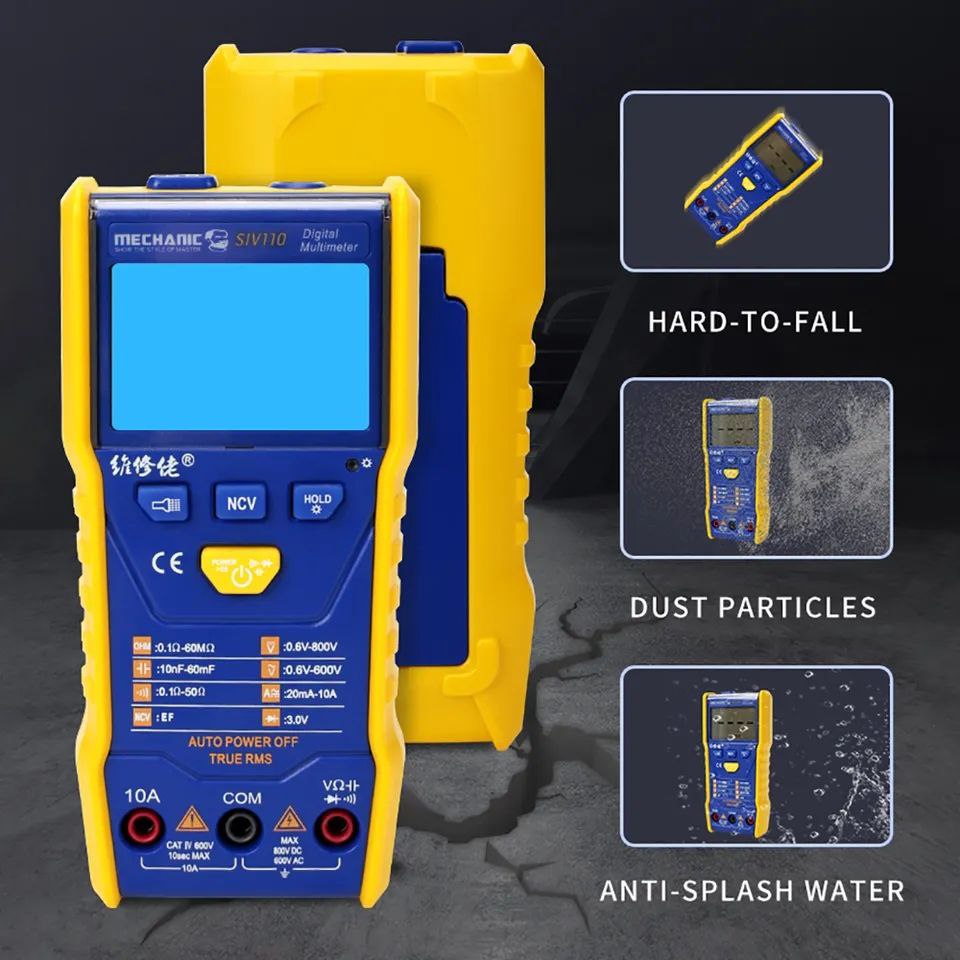 MECHANIC SIV110 Digital
SHOW THE STYLE OF MASTER Multimeter
维修佬®
NCV
HOLD
CE
POWER
OHM :0.1Ω-60MΩ
:10nF-60mF
:0.1Ω-50Ω
NCV :EF
:0.6V-800V
:0.6V-600V
A :20mA-10A
:3.0V
AUTO POWER OFF
TRUE RMS
10A
COM
VΩ
CAT IV 600V
10sec MAX
10A
MAX
800V DC
600V AC
HARD-TO-FALL
DUST PARTICLES
ANTI-SPLASH WATER